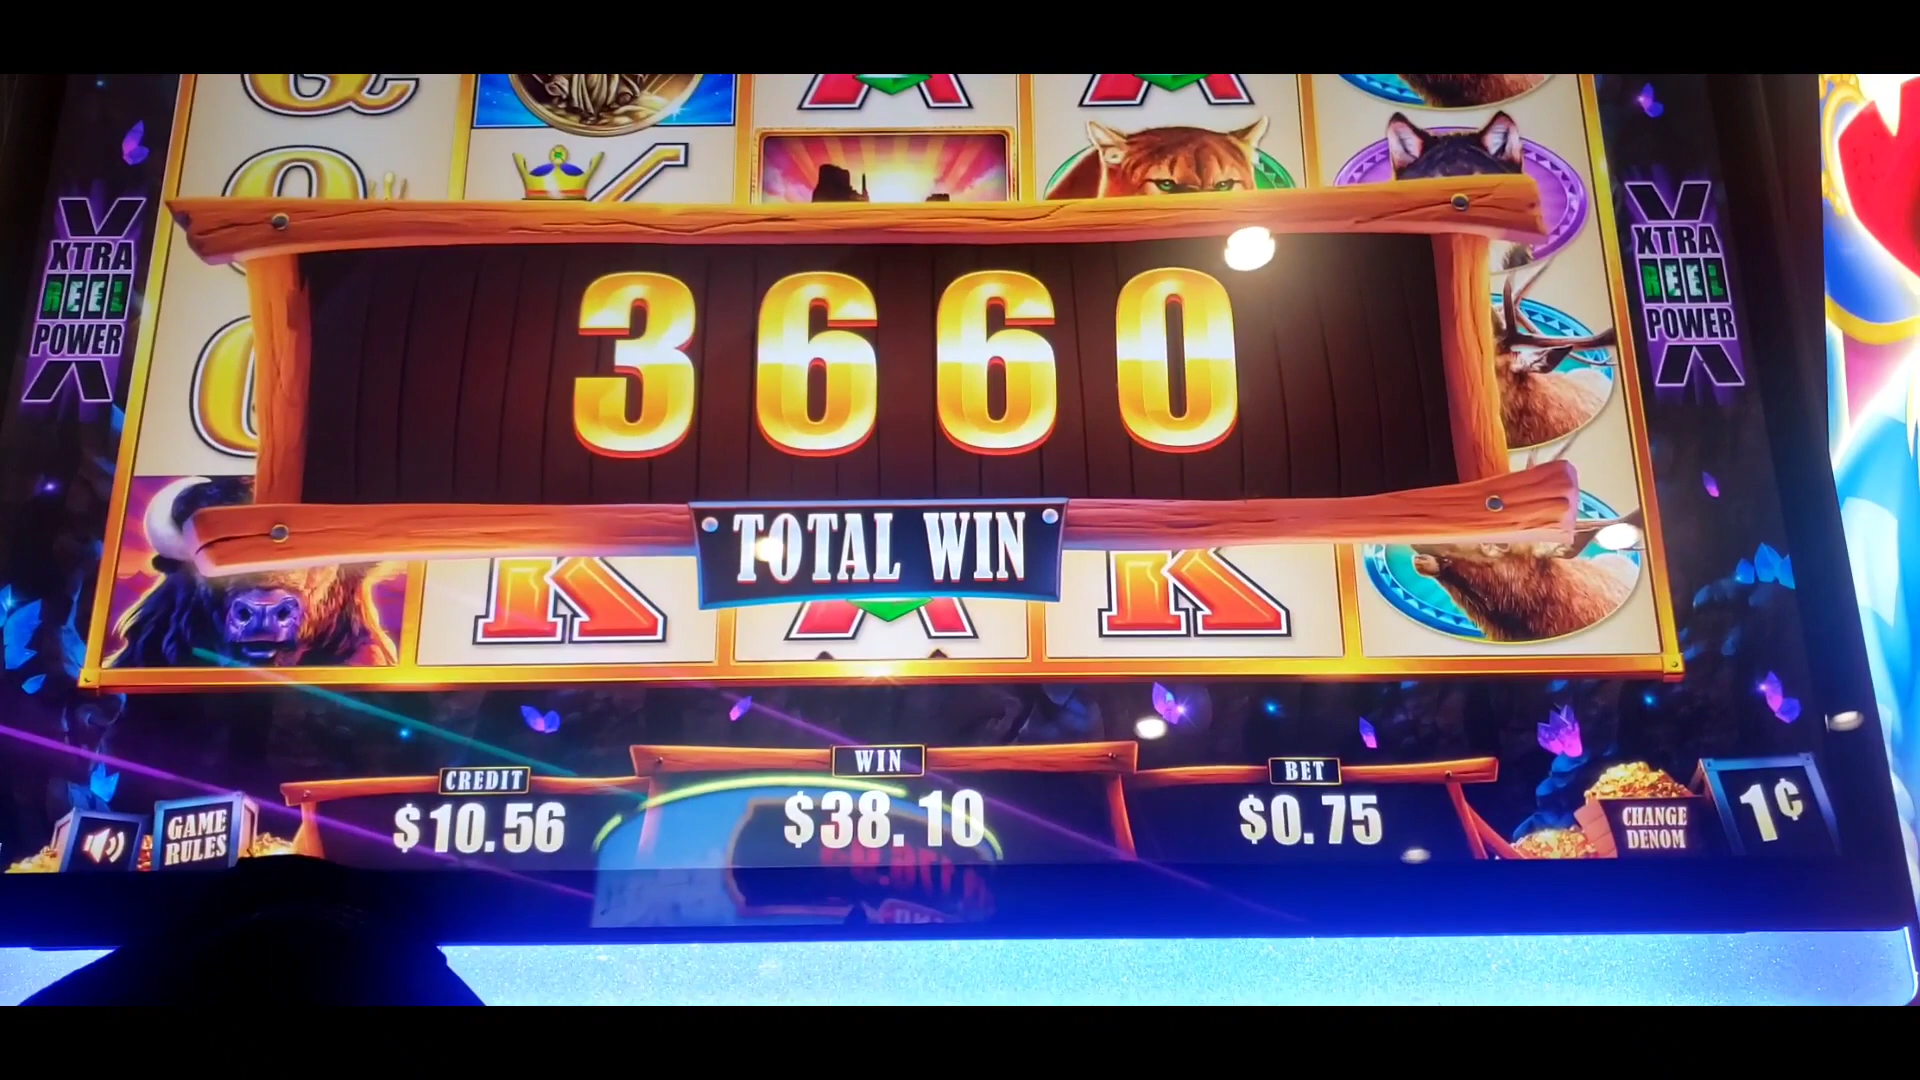 XTRA
REEL
POWER
3660
TOTAL WIN
XTRA
REEL
POWER
CREDIT
$10.56
WIN
$38.10
BET
$0.75
GAME
RULES
CHANGE
DENOM
1¢
K
K